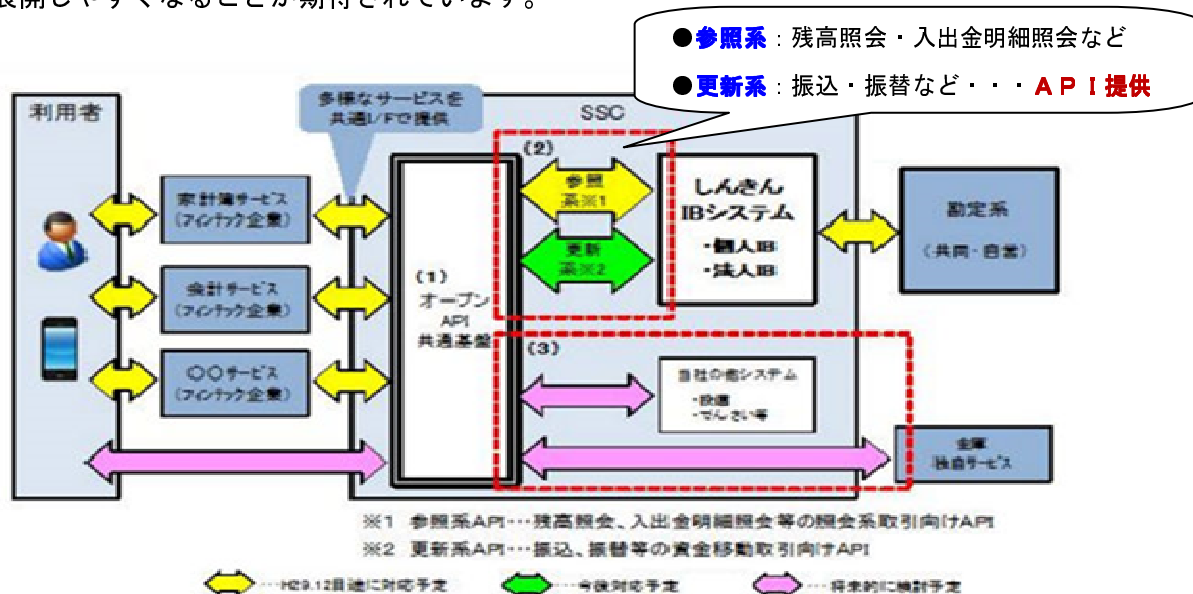 展開しやすくなることが期待されています。
●参照系：残高照会・入出金明細照会など
●更新系：振込・振替など・・・ＡＰＩ提供
利用者
多様なサービスを
共通I/Fで提供
SSC
家計簿サービス
(フィンテック企業)
会計サービス
(フィンテック企業)
〇〇サービス
(フィンテック企業)
(1)
オープン
API
共通基盤
(2)
参照
系※1
更新
系※2
しんきん
IBシステム
・個人IB
・法人IB
勘定系
(共同・自営)
(3)
当社の他システム
・投信
・でんさい等
金庫
独自サービス
※1 参照系API…残高照会、入出金明細照会等の照会系取引向けAPI
※2 更新系API…振込、振替等の資金移動取引向けAPI
…H29.12目途に対応予定
…今後対応予定
…将来的に検討予定